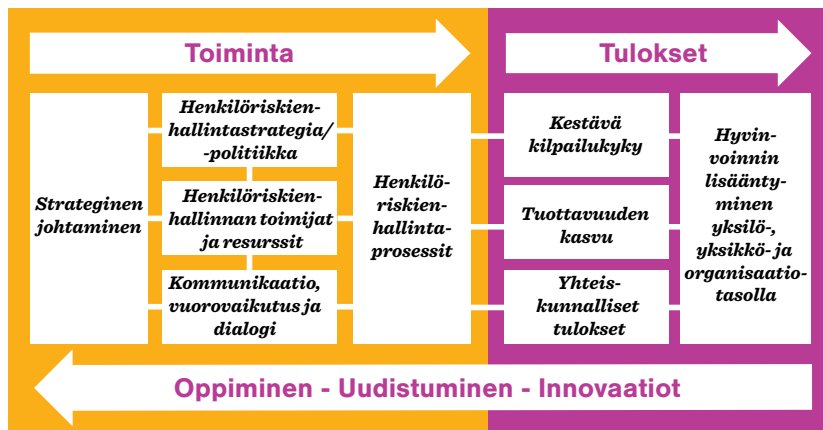 Toiminta
Tulokset
Strateginen
johtaminen
Henkilöriskien-
hallintastrategia/
-politiikka
Henkilöriskien-
hallinnan toimijat
ja resurssit
Kommunikaatio,
vuorovaikutus ja
dialogi
Henkilö-
riskien-
hallinta-
prosessit
Kestävä
kilpailukyky
Tuottavuuden
kasvu
Yhteis-
kunnalliset
tulokset
Hyvin-
voinnin
lisäänty-
minen
yksilö-,
yksikkö- ja
organisaatio-
tasolla
Oppiminen - Uudistuminen - Innovaatiot